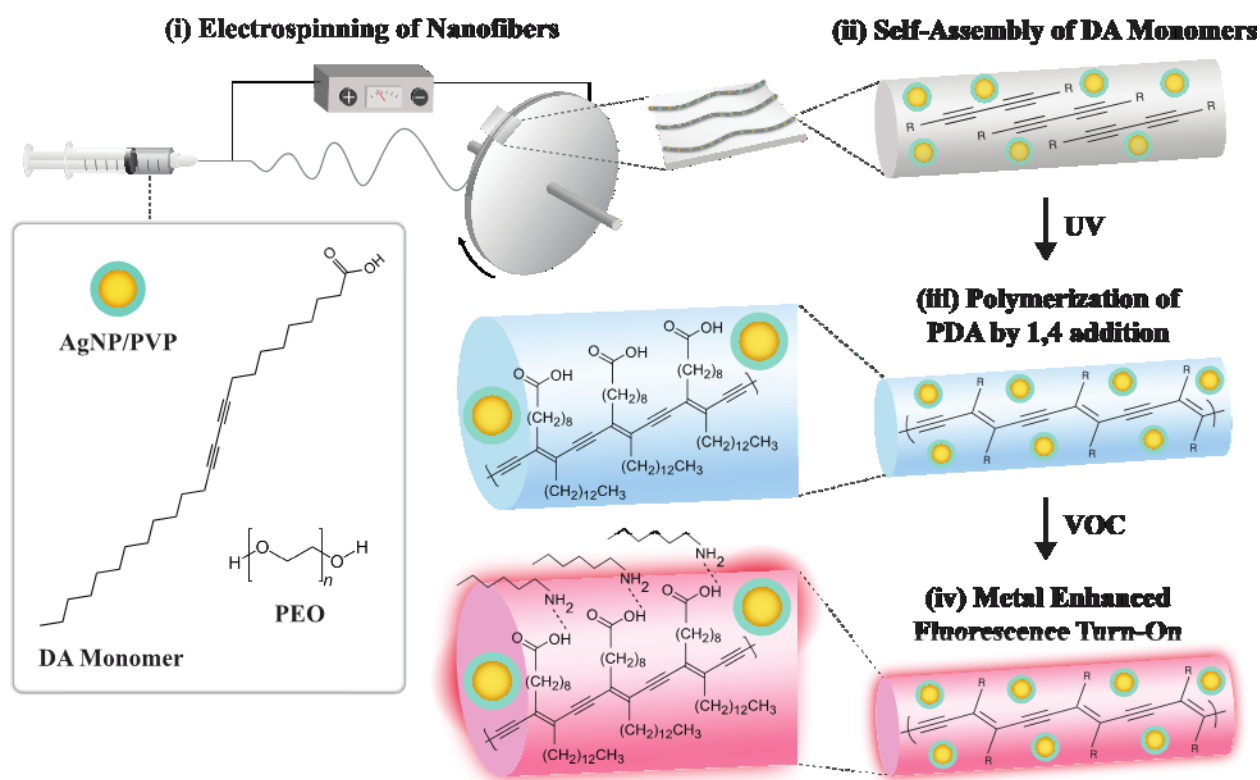 (i) Electrospinning of Nanofibers
(ii) Self-Assembly of DA Monomers
+
−
R
R
R
R
R
R
UV
O
OH
AgNP/PVP
H
O
O
H
n
PEO
DA Monomer
(iii) Polymerization of
PDA by 1,4 addition
O
OH
(CH2)8
O
OH
(CH2)8
O
OH
(CH2)8
(CH2)12CH3
(CH2)12CH3
(CH2)12CH3
R
R
R
R
R
R
VOC
NH2
NH2
NH2
(iv) Metal Enhanced
Fluorescence Turn-On
O
OH
(CH2)8
O
OH
(CH2)8
O
OH
(CH2)8
(CH2)12CH3
(CH2)12CH3
(CH2)12CH3
R
R
R
R
R
R